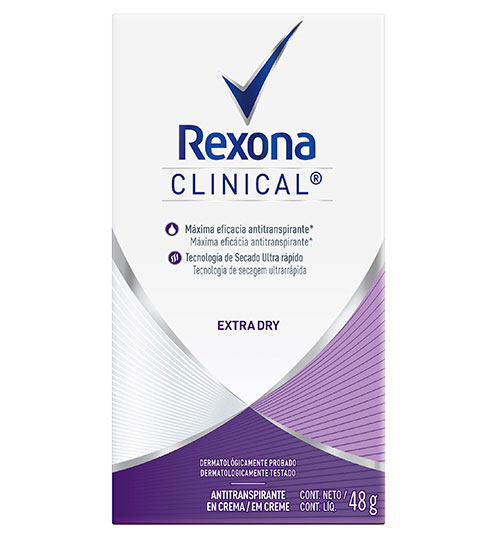 Rexona
CLINICAL®
Máxima eficacia antitranspirante*
Máxima eficácia antitranspirante*
Tecnología de Secado Ultra rápido
Tecnologia de secagem ultrarrápida
EXTRA DRY
DERMATOLÓGICAMENTE PROBADO
DERMATOLOGICAMENTE TESTADO
ANTITRANSPIRANTE
EN CREMA / EM CREME
CONT. NETO /
CONT. LÍQ.
48 g